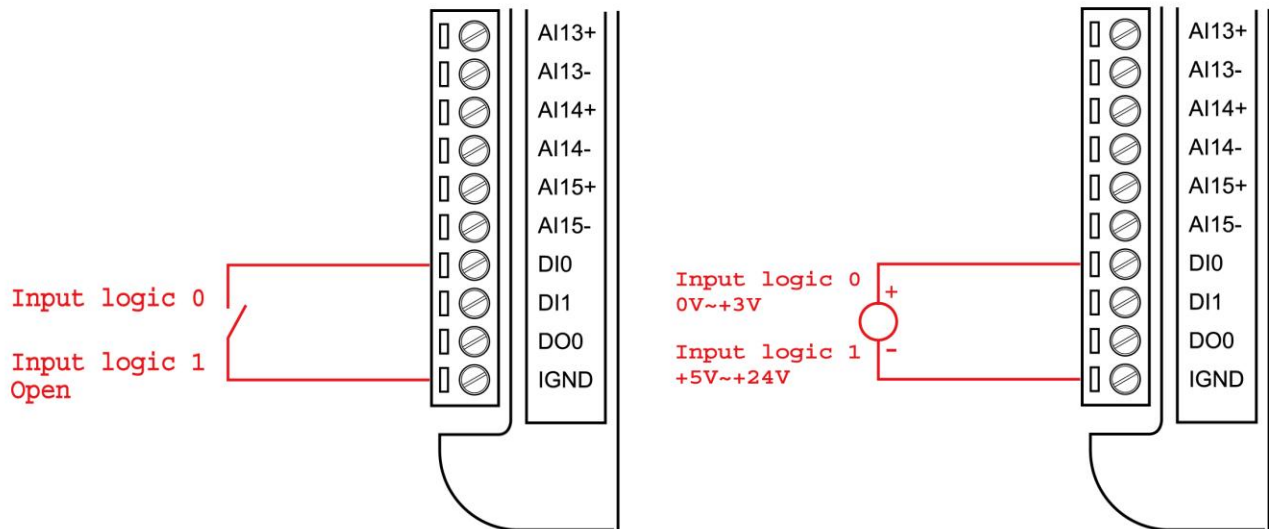 AI13+
AI13-
AI14+
AI14-
AI15+
AI15-
DI0
DI1
DO0
IGND
Input logic 0
Input logic 1
Open
AI13+
AI13-
AI14+
AI14-
AI15+
AI15-
DI0
DI1
DO0
IGND
Input logic 0
0V~+3V
+
Input logic 1
+5V~+24V
-